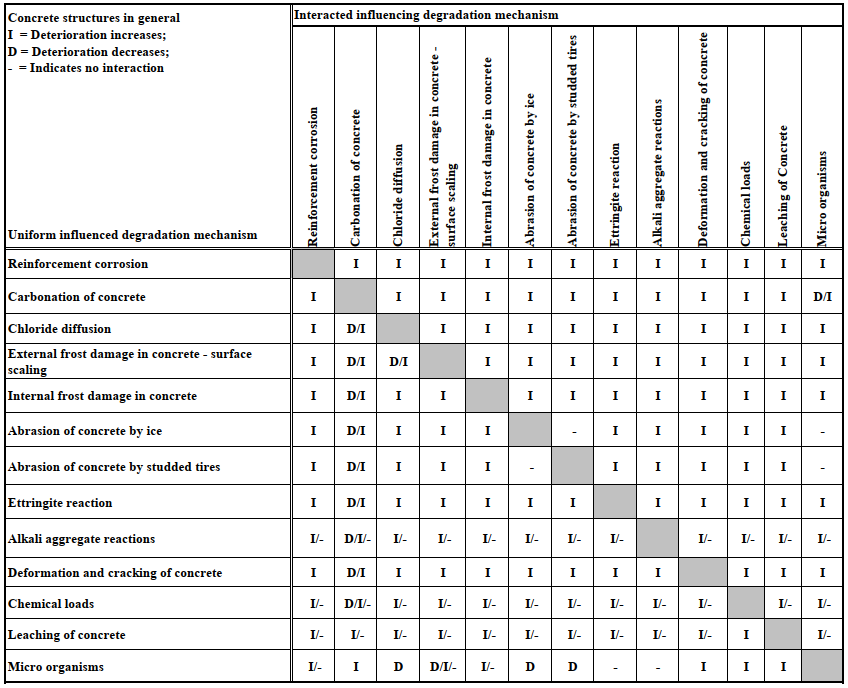 Concrete structures in general
I = Deterioration increases;
D = Deterioration decreases;
- = Indicates no interaction
Uniform influenced degradation mechanism
Interacted influencing degradation mechanism
Reinforcement corrosion
Carbonation of concrete
Chloride diffusion
External frost damage in concrete -
surface scaling
Internal frost damage in concrete
Abrasion of concrete by ice
Abrasion of concrete by studded tires
Ettringite reaction
Alkali aggregate reactions
Deformation and cracking of concrete
Chemical loads
Leaching of Concrete
Micro organisms
Reinforcement corrosion I I I I I I I I I I I I
Carbonation of concrete I I I I I I I I I I I D/I
Chloride diffusion I D/I I I I I I I I I I I
External frost damage in concrete - surface
scaling I D/I D/I I I I I I I I I I
Internal frost damage in concrete I D/I I I I I I I I I I I
Abrasion of concrete by ice I D/I I I I - I I I I I -
Abrasion of concrete by studded tires I D/I I I I - I I I I I -
Ettringite reaction I D/I I I I I I I I I I I
Alkali aggregate reactions I/- D/I/- I/- I/- I/- I/- I/- I/- I/- I/- I/- I/-
Deformation and cracking of concrete I D/I I I I I I I I I I I
Chemical loads I/- D/I/- I/- I/- I/- I/- I/- I/- I/- I/- I/- I/-
Leaching of concrete I/- I/- I/- I/- I/- I/- I/- I/- I/- I/- I I/-
Micro organisms I/- I D D/I/- I/- D D - - I I I